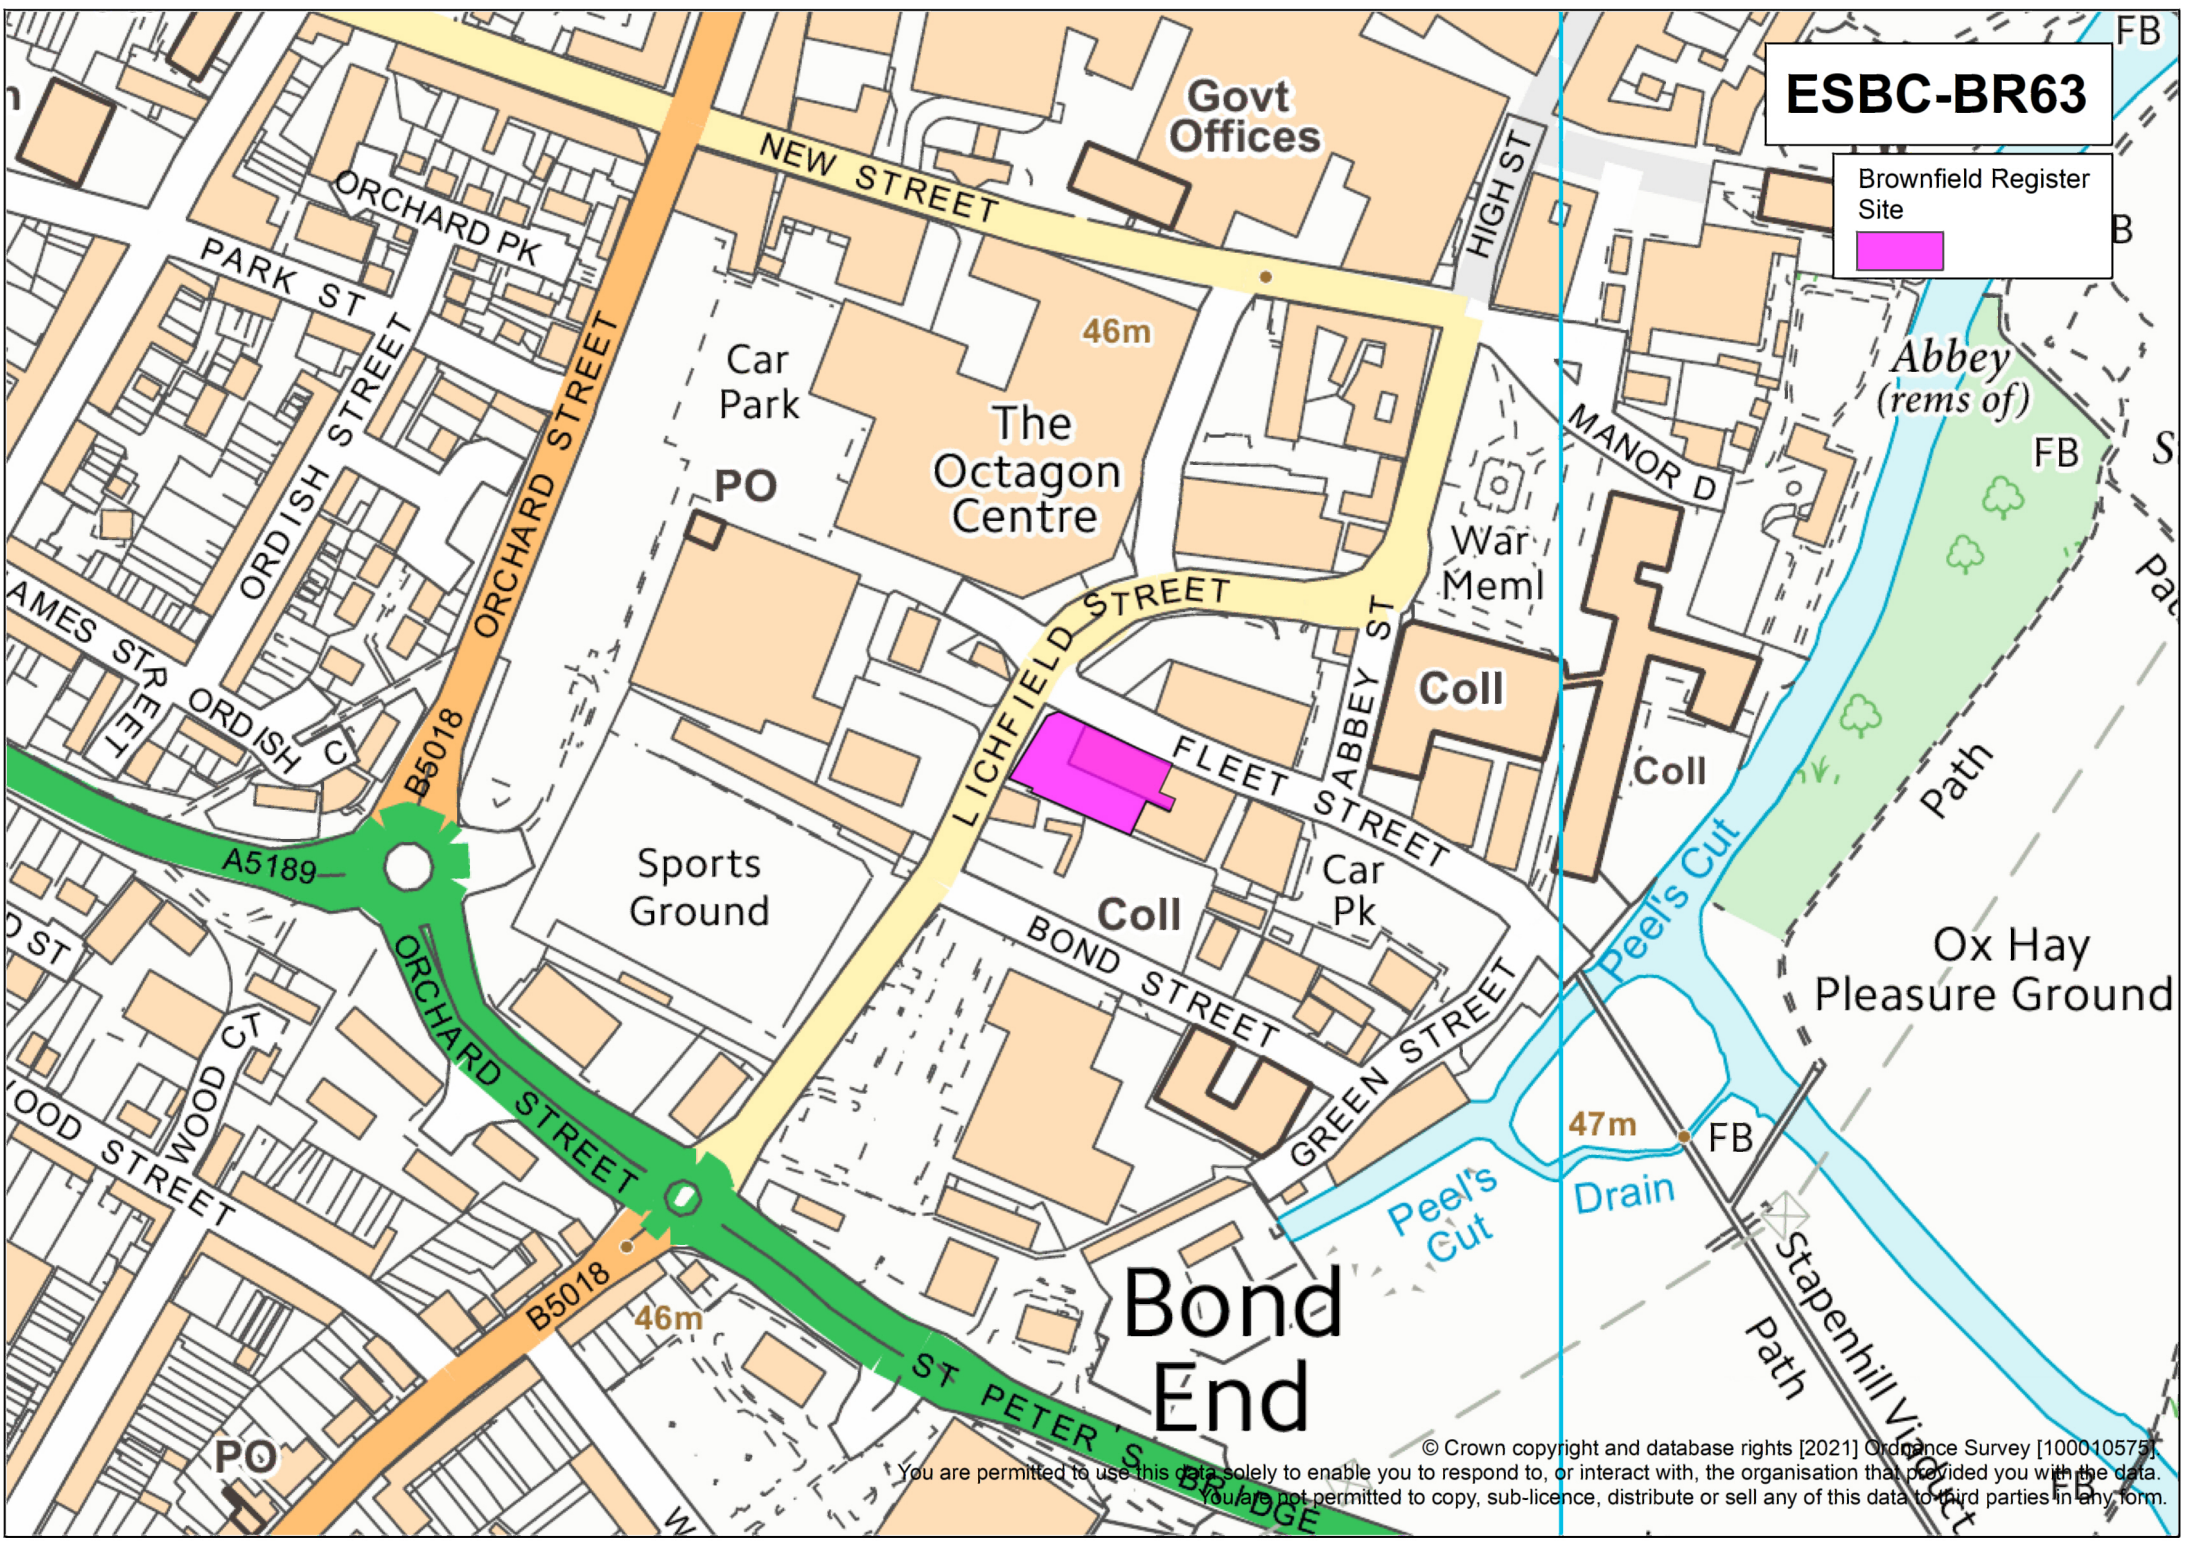 FB
ESBC-BR63
Brownfield Register
Site
B
Govt
Offices
NEW STREET
HIGH ST
ORCHARD PK
PARK ST
ORDISH STREET
ORCHARD STREET
46m
Car
Park
The
Octagon
Centre
PO
Abbey
(rems of)
FB
S
MANOR D
War
Meml
Path
LICHFIELD STREET
ABBEY ST
Coll
Coll
AMES STREET
ORDISH C
B5018
FLEET STREET
Path
Peel's Cut
A5189
Sports
Ground
Coll
Car
Pk
BOND STREET
GREEN STREET
Ox Hay
Pleasure Ground
D ST
ORCHARD STREET
WOOD CT
OOD STREET
47m
FB
Peel's
Cut
Drain
Stapenhill Viaduct
Path
B5018
46m
Bond
End
ST PETER'S BRIDGE
PO
W
FB
© Crown copyright and database rights [2021] Ordnance Survey [100010575].
You are permitted to use this data solely to enable you to respond to, or interact with, the organisation that provided you with the data.
You are not permitted to copy, sub-licence, distribute or sell any of this data to third parties in any form.